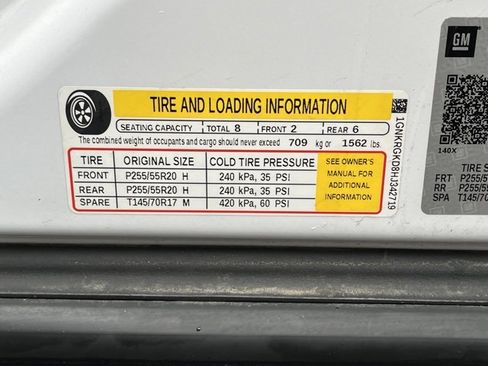 TIRE AND LOADING INFORMATION
SEATING CAPACITY TOTAL 8 FRONT 2 REAR 6
The combined weight of occupants and cargo should never exceed 709 kg or 1562 lbs.
TIRE ORIGINAL SIZE COLD TIRE PRESSURE
FRONT P255/55R20 H 240 kPa, 35 PSI
REAR P255/55R20 H 240 kPa, 35 PSI
SPARE T145/70R17 M 420 kPa, 60 PSI
SEE OWNER'S
MANUAL FOR
ADDITIONAL
INFORMATION
1GNKRGKD8HJ342719
GM
140X
TIRE S
FRT P255/5
RR P255/5
SPA T145/70